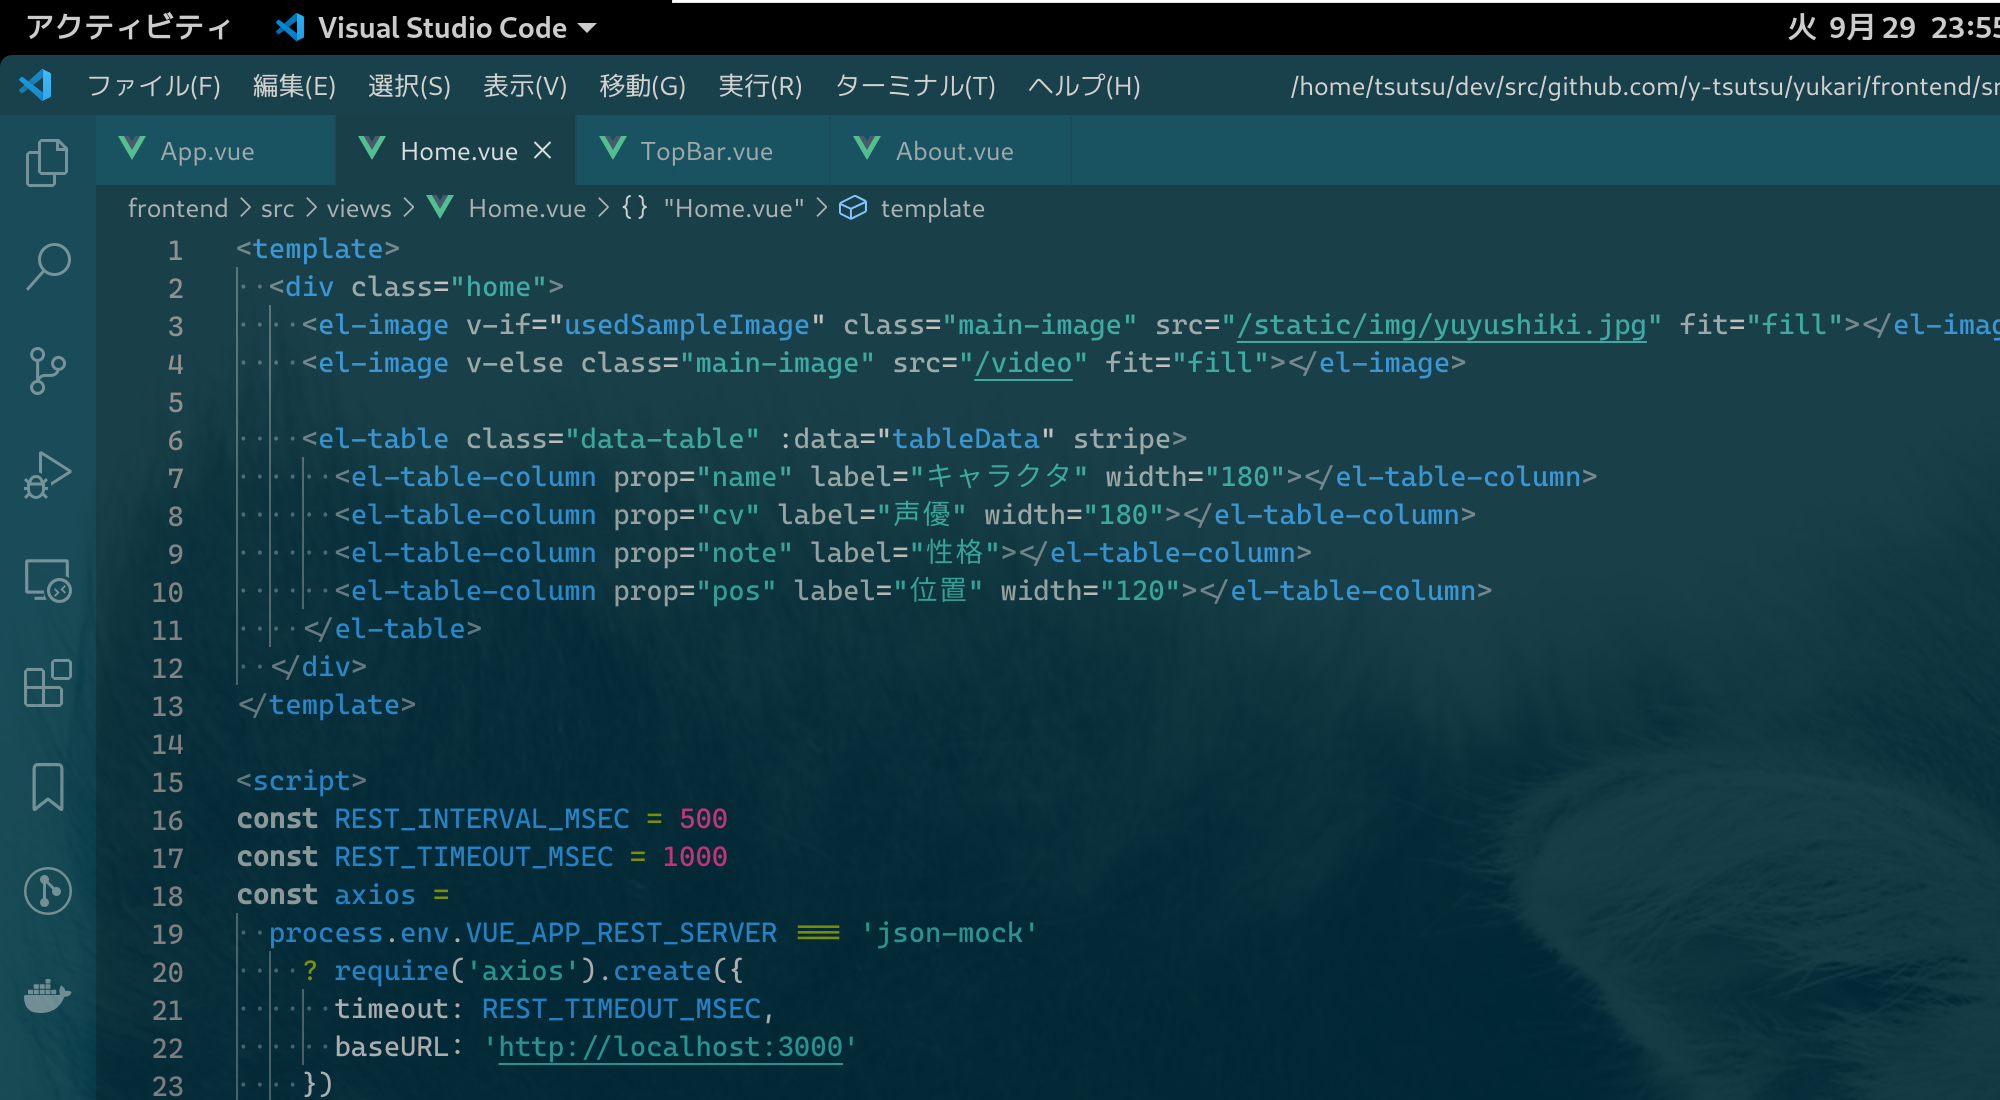 アクティビティ Visual Studio Code 火 9月 29 23:55
ファイル(F) 編集(E) 選択(S) 表示(V) 移動(G) 実行(R) ターミナル(T) ヘルプ(H) /home/tsutsu/dev/src/github.com/y-tsutsu/yukari/frontend/sr
App.vue Home.vue TopBar.vue About.vue
frontend > src > views > Home.vue > {} "Home.vue" > template
1 <template>
2 <div class="home">
3 <el-image v-if="usedSampleImage" class="main-image" src="/static/img/yuyushiki.jpg" fit="fill"></el-imag
4 <el-image v-else class="main-image" src="/video" fit="fill"></el-image>
5
6 <el-table class="data-table" :data="tableData" stripe>
7 <el-table-column prop="name" label="キャラクタ" width="180"></el-table-column>
8 <el-table-column prop="cv" label="声優" width="180"></el-table-column>
9 <el-table-column prop="note" label="性格"></el-table-column>
10 <el-table-column prop="pos" label="位置" width="120"></el-table-column>
11 </el-table>
12 </div>
13 </template>
14
15 <script>
16 const REST_INTERVAL_MSEC = 500
17 const REST_TIMEOUT_MSEC = 1000
18 const axios =
19 process.env.VUE_APP_REST_SERVER === 'json-mock'
20 ? require('axios').create({
21 timeout: REST_TIMEOUT_MSEC,
22 baseURL: 'http://localhost:3000'
23 })